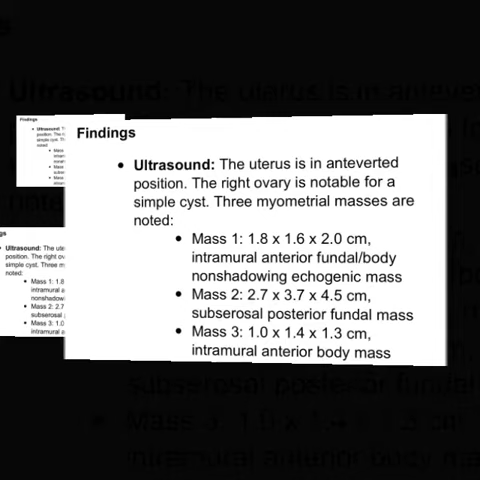 Findings
• Ultrasound: The uterus is in anteverted
position. The right ovary is notable for a
simple cyst. Three myometrial masses are
noted:
• Mass 1: 1.8 x 1.6 x 2.0 cm,
intramural anterior fundal/body
nonshadowing echogenic mass
• Mass 2: 2.7 x 3.7 x 4.5 cm,
subserosal posterior fundal mass
• Mass 3: 1.0 x 1.4 x 1.3 cm,
intramural anterior body mass